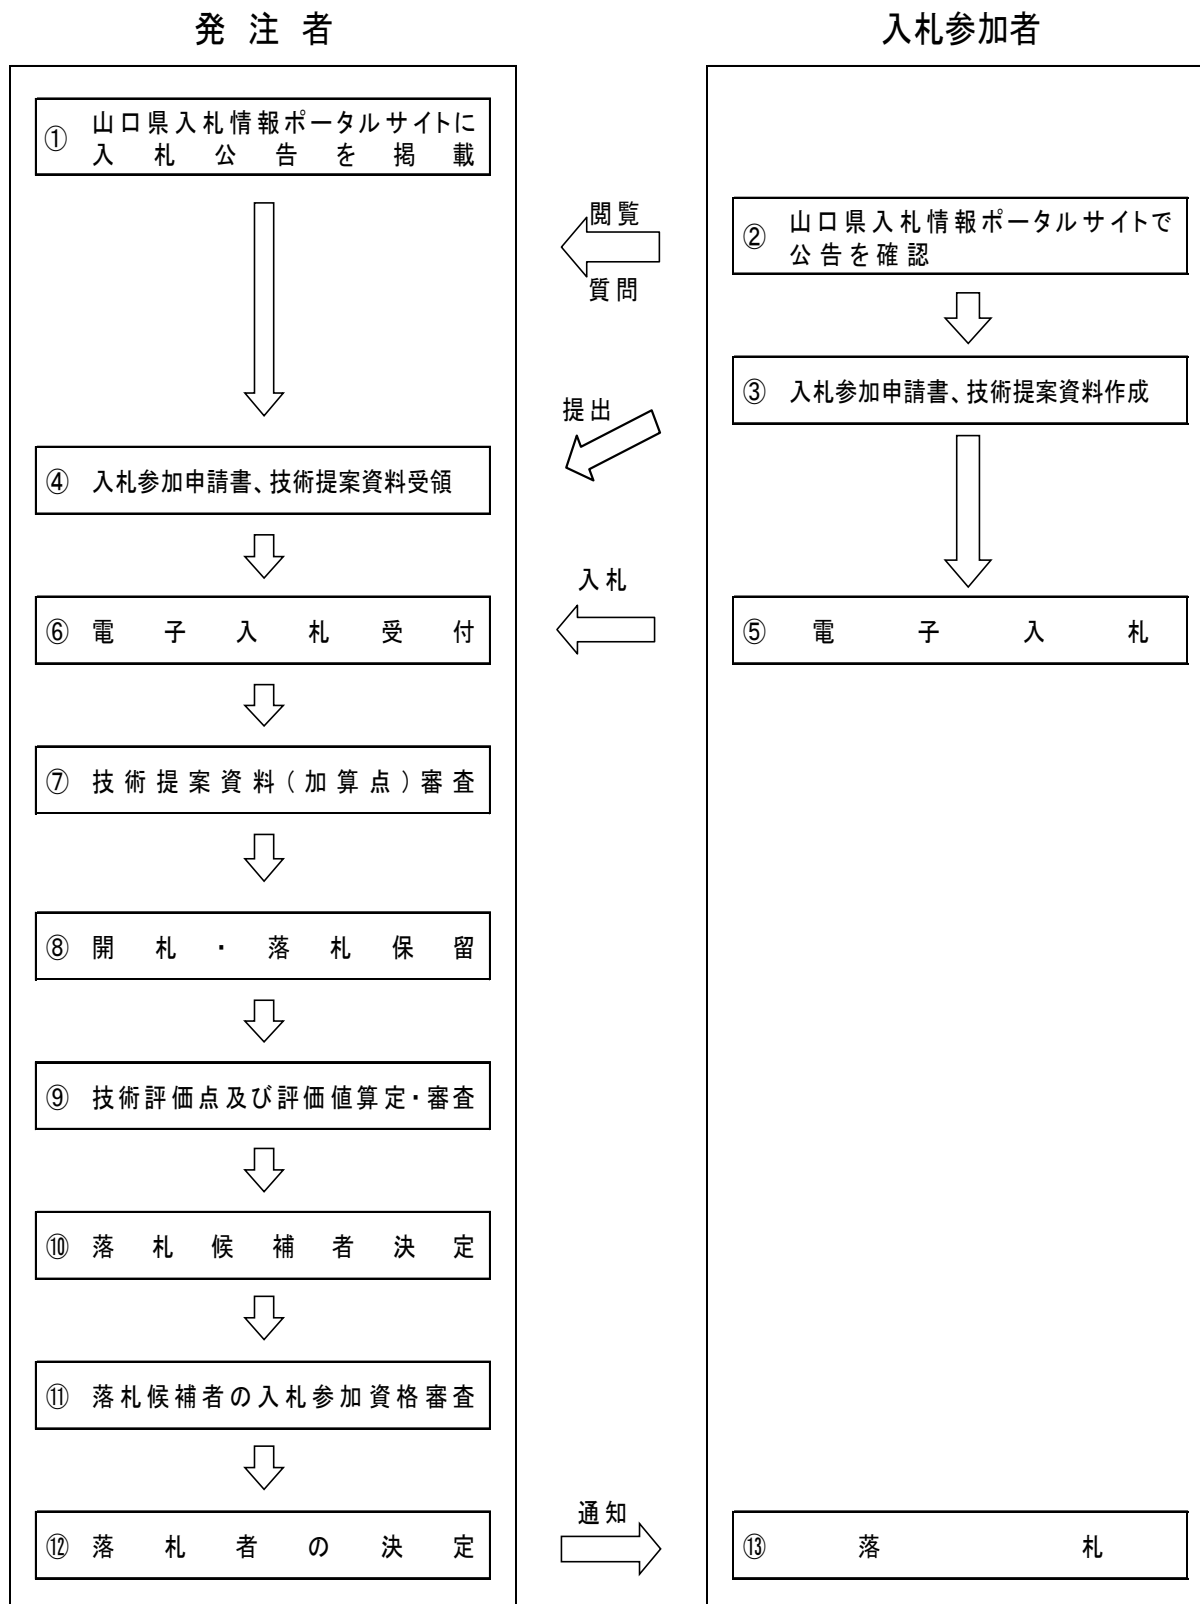 発注者
入札参加者
① 山口県入札情報ポータルサイトに
入札公告を掲載
閲覧
質問
② 山口県入札情報ポータルサイトで
公告を確認
③ 入札参加申請書、技術提案資料作成
提出
④ 入札参加申請書、技術提案資料受領
入札
⑥ 電子入札受付
⑤ 電子入札
⑦ 技術提案資料(加算点)審査
⑧ 開札・落札保留
⑨ 技術評価点及び評価値算定・審査
⑩ 落札候補者決定
⑪ 落札候補者の入札参加資格審査
⑫ 落札者の決定
通知
⑬ 落札